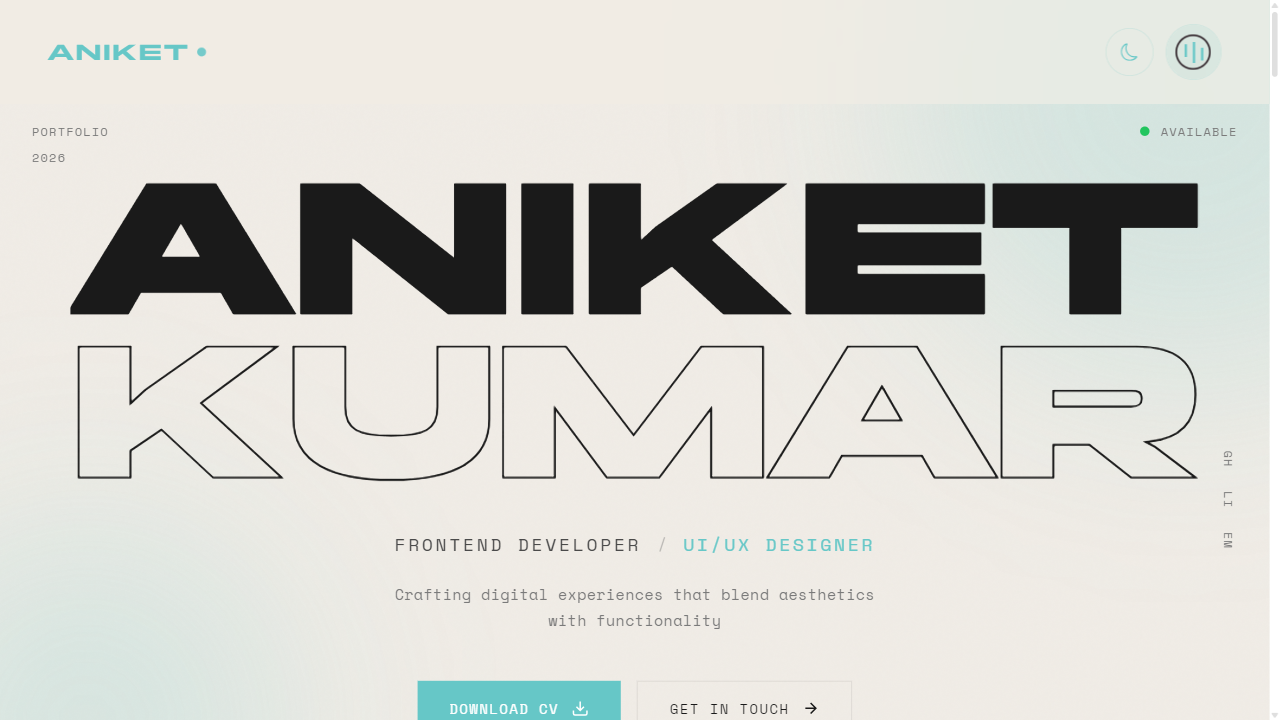 ANIKET
PORTFOLIO
2026
AVAILABLE
ANIKET
KUMAR
GH LI EM
FRONTEND DEVELOPER / UI/UX DESIGNER
Crafting digital experiences that blend aesthetics
with functionality
DOWNLOAD CV
GET IN TOUCH